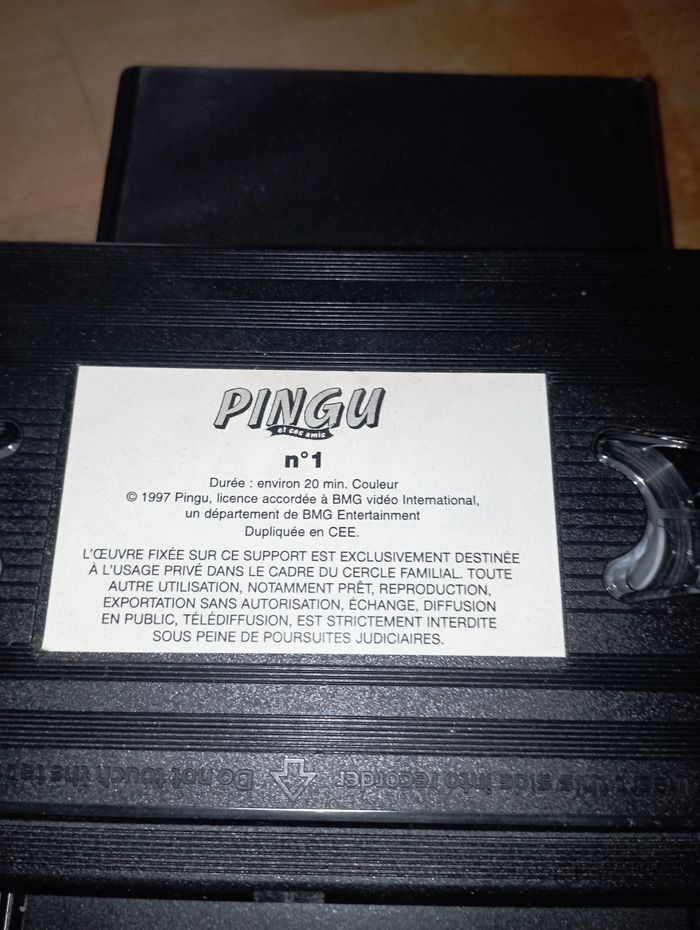 PINGU
et ses amis
n°1
Durée : environ 20 min. Couleur
© 1997 Pingu, licence accordée à BMG vidéo International,
un département de BMG Entertainment
Dupliquée en CEE.
L'ŒUVRE FIXÉE SUR CE SUPPORT EST EXCLUSIVEMENT DESTINÉE
À L'USAGE PRIVÉ DANS LE CADRE DU CERCLE FAMILIAL. TOUTE
AUTRE UTILISATION, NOTAMMENT PRÊT, REPRODUCTION,
EXPORTATION SANS AUTORISATION, ÉCHANGE, DIFFUSION
EN PUBLIC, TÉLÉDIFFUSION, EST STRICTEMENT INTERDITE
SOUS PEINE DE POURSUITES JUDICIAIRES.
this side into recorder Do not touch the